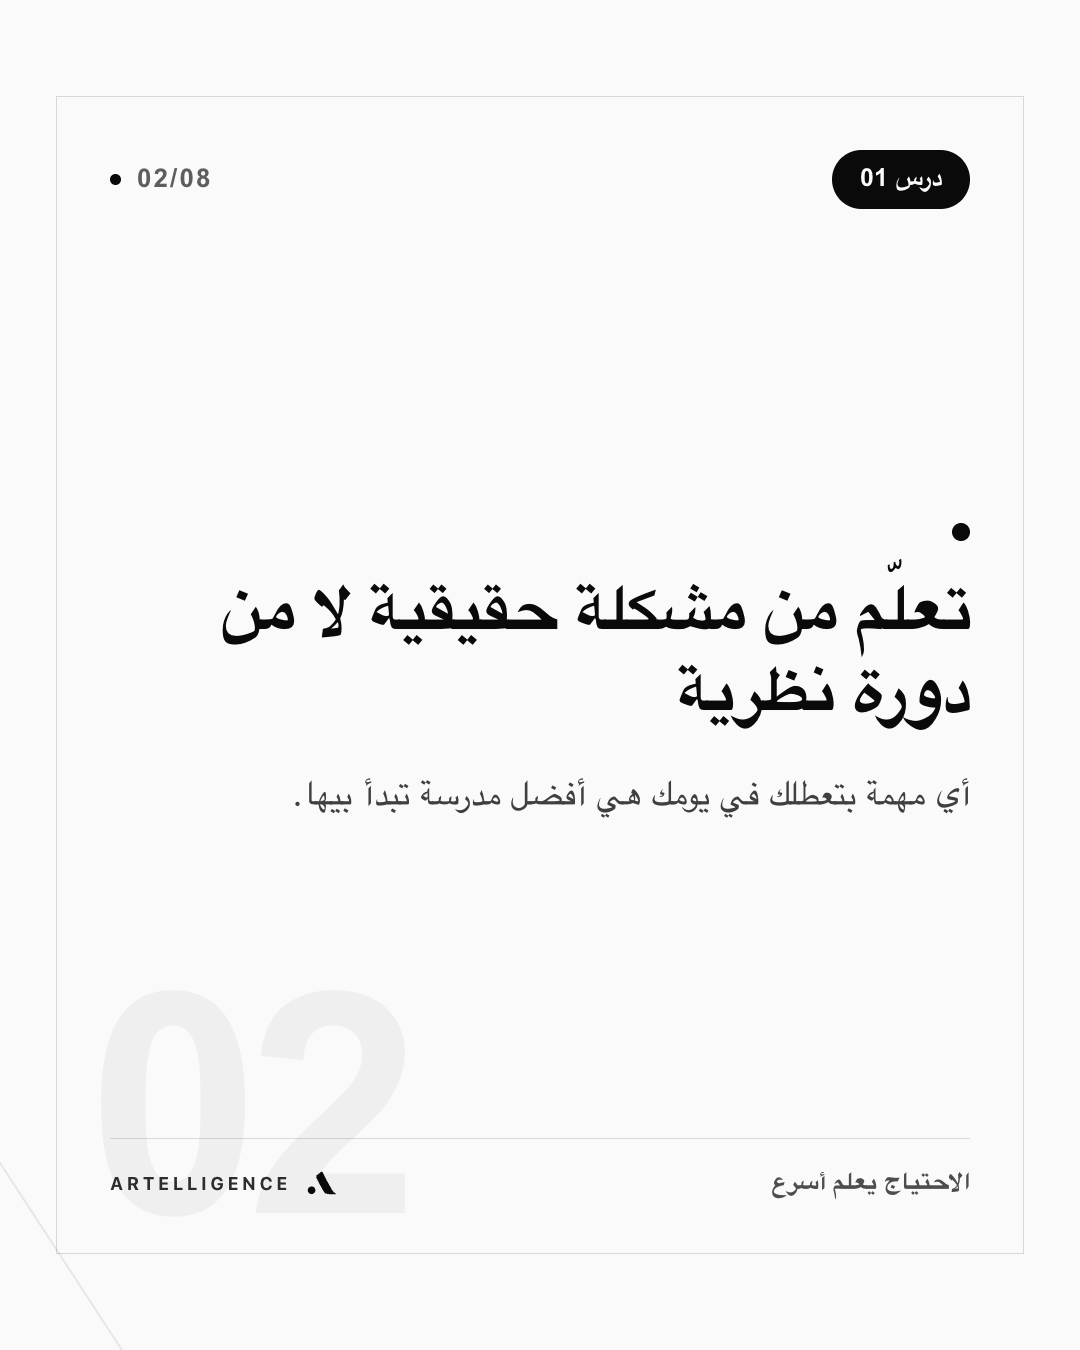 درس 01
02/08
تعلّم من مشكلة حقيقية لا من
دورة نظرية
أي مهمة بتعطلك في يومك هي أفضل مدرسة تبدأ بيها.
02
الاحتياج يعلم أسرع
ARTELLIGENCE